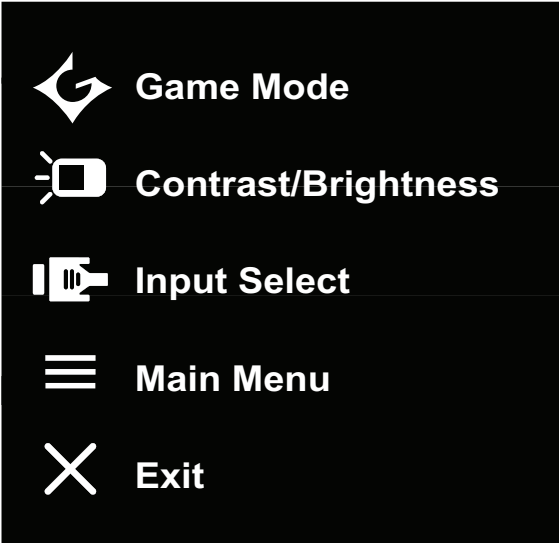 Game Mode
Contrast/Brightness
Input Select
Main Menu
Exit